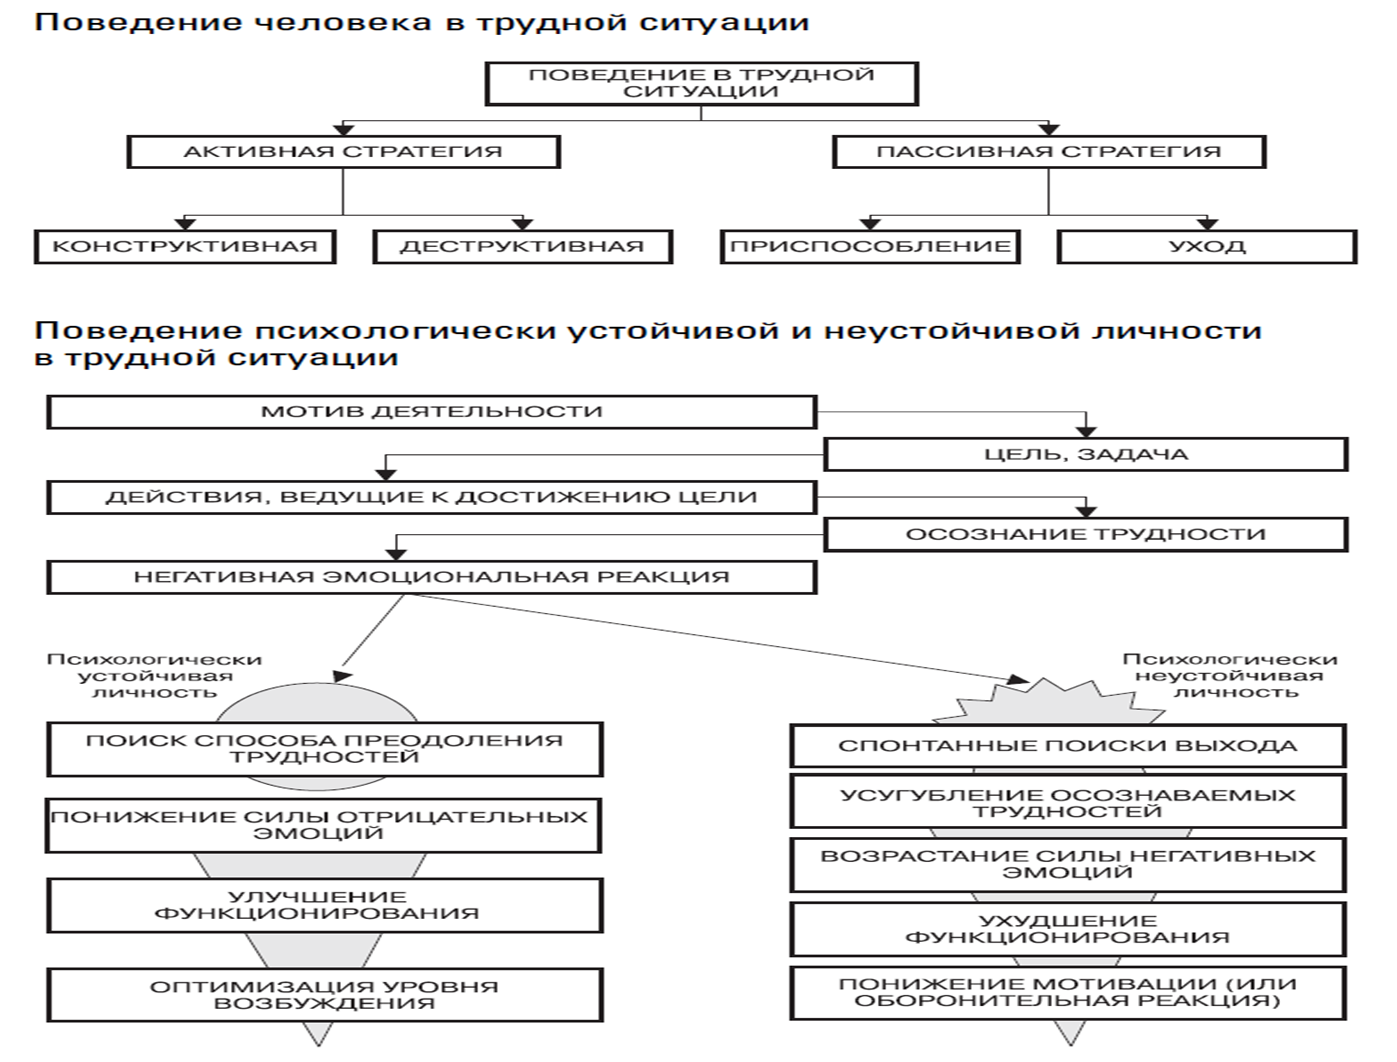 Поведение человека в трудной ситуации
ПОВЕДЕНИЕ В ТРУДНОЙ
СИТУАЦИИ
АКТИВНАЯ СТРАТЕГИЯ
ПАССИВНАЯ СТРАТЕГИЯ
КОНСТРУКТИВНАЯ
ДЕСТРУКТИВНАЯ
ПРИСПОСОБЛЕНИЕ
УХОД
Поведение психологически устойчивой и неустойчивой личности
в трудной ситуации
МОТИВ ДЕЯТЕЛЬНОСТИ
ЦЕЛЬ, ЗАДАЧА
ДЕЙСТВИЯ, ВЕДУЩИЕ К ДОСТИЖЕНИЮ ЦЕЛИ
ОСОЗНАНИЕ ТРУДНОСТИ
НЕГАТИВНАЯ ЭМОЦИОНАЛЬНАЯ РЕАКЦИЯ
Психологически
устойчивая
личность
ПОИСК СПОСОБА ПРЕОДОЛЕНИЯ
ТРУДНОСТЕЙ
ПОНИЖЕНИЕ СИЛЫ ОТРИЦАТЕЛЬНЫХ
ЭМОЦИЙ
УЛУЧШЕНИЕ
ФУНКЦИОНИРОВАНИЯ
ОПТИМИЗАЦИЯ УРОВНЯ
ВОЗБУЖДЕНИЯ
Психологически
неустойчивая
личность
СПОНТАННЫЕ ПОИСКИ ВЫХОДА
УСУГУБЛЕНИЕ ОСОЗНАВАЕМЫХ
ТРУДНОСТЕЙ
ВОЗРАСТАНИЕ СИЛЫ НЕГАТИВНЫХ
ЭМОЦИЙ
УХУДШЕНИЕ
ФУНКЦИОНИРОВАНИЯ
ПОНИЖЕНИЕ МОТИВАЦИИ (ИЛИ
ОБОРОНИТЕЛЬНАЯ РЕАКЦИЯ)